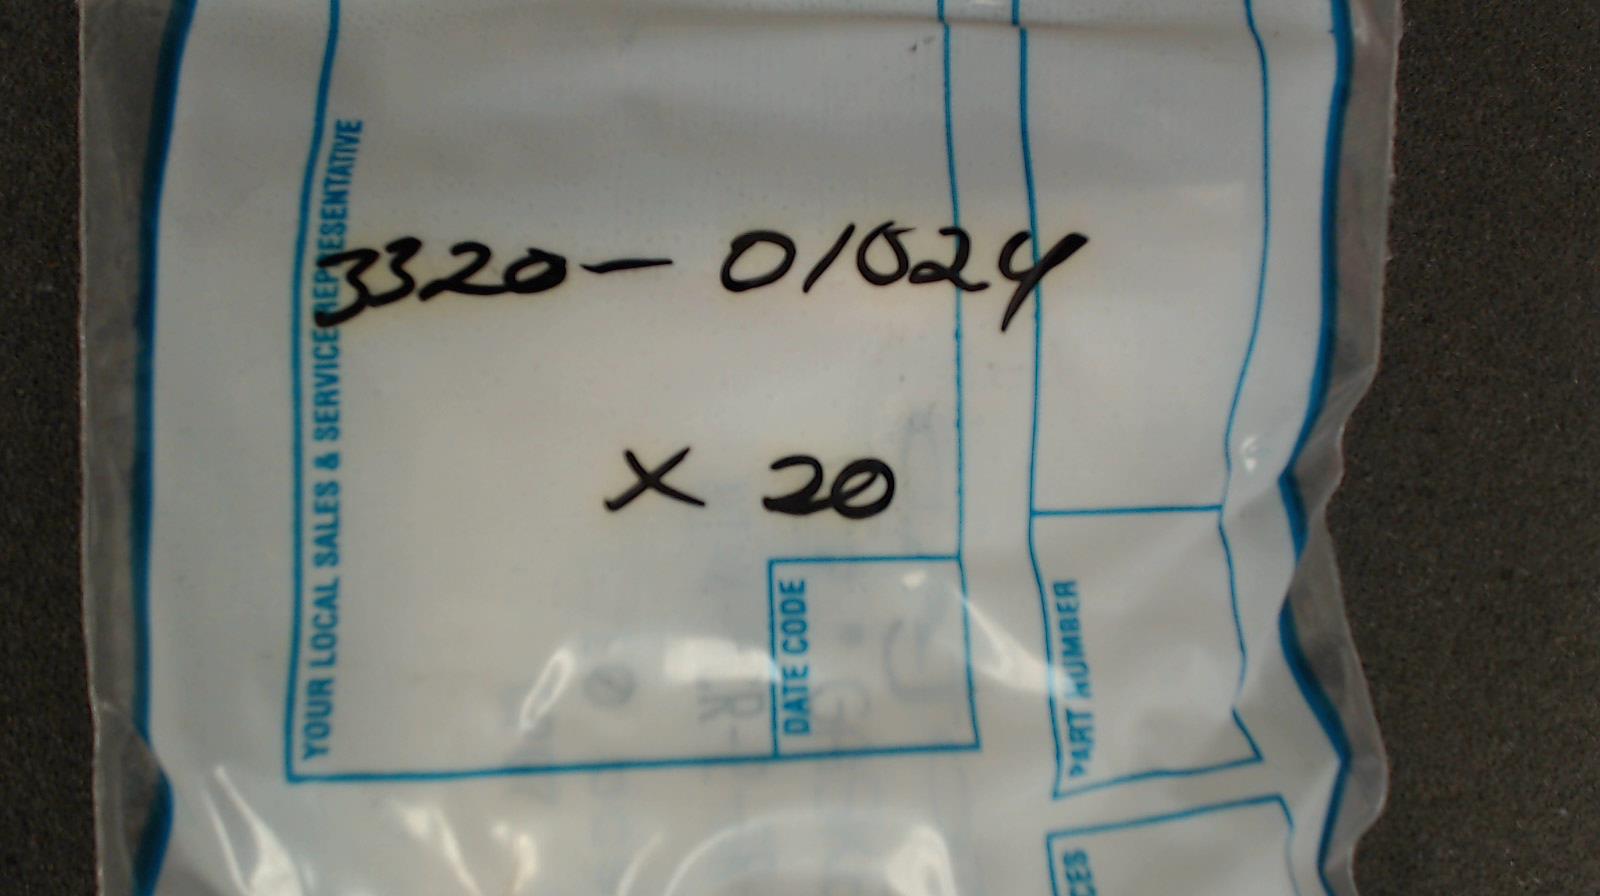 3320-01024
X 20
YOUR LOCAL SALES & SERVICE REPRESENTATIVE
DATE CODE
PART NUMBER